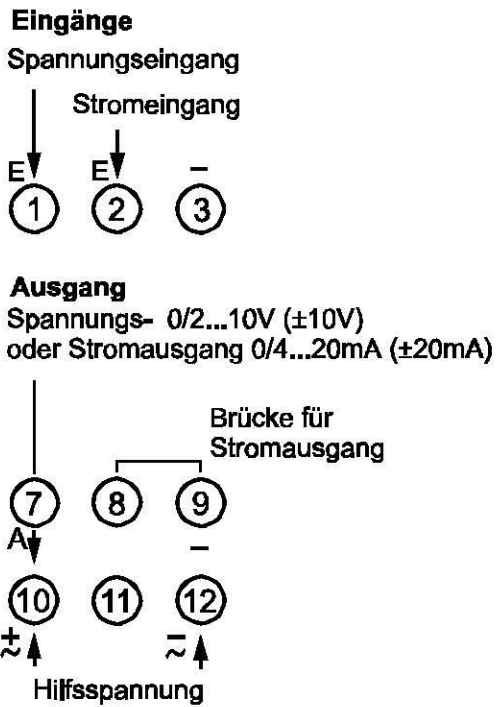 Eingänge
Spannungseingang
Stromeingang
E E –
1 2 3
Ausgang
Spannungs- 0/2...10V (±10V)
oder Stromausgang 0/4...20mA (±20mA)
Brücke für
Stromausgang
7 8 9
A –
10 11 12
+ –
~ ~
Hilfsspannung